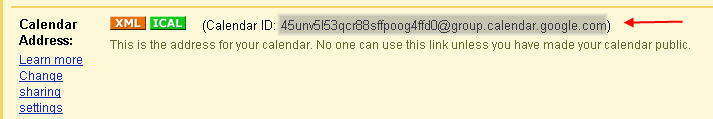 Calendar Address: XML ICAL (Calendar ID: 45unv5l53qcr88sffpoog4ffd0@group.calendar.google.com)
This is the address for your calendar. No one can use this link unless you have made your calendar public.
Learn more
Change
sharing
settings